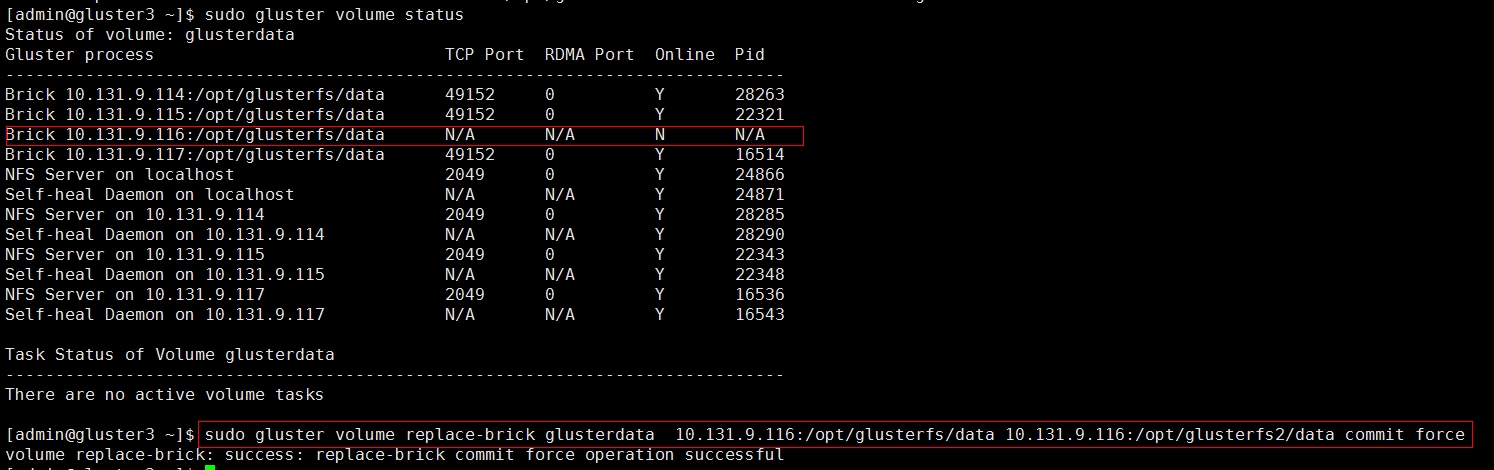 [admin@gluster3 ~]$ sudo gluster volume status
Status of volume: glusterdata
Gluster process                             TCP Port  RDMA Port  Online  Pid
------------------------------------------------------------------------------
Brick 10.131.9.114:/opt/glusterfs/data      49152     0          Y       28263
Brick 10.131.9.115:/opt/glusterfs/data      49152     0          Y       22321
Brick 10.131.9.116:/opt/glusterfs/data      N/A       N/A        N       N/A
Brick 10.131.9.117:/opt/glusterfs/data      49152     0          Y       16514
NFS Server on localhost                     2049      0          Y       24866
Self-heal Daemon on localhost               N/A       N/A        Y       24871
NFS Server on 10.131.9.114                  2049      0          Y       28285
Self-heal Daemon on 10.131.9.114            N/A       N/A        Y       28290
NFS Server on 10.131.9.115                  2049      0          Y       22343
Self-heal Daemon on 10.131.9.115            N/A       N/A        Y       22348
NFS Server on 10.131.9.117                  2049      0          Y       16536
Self-heal Daemon on 10.131.9.117            N/A       N/A        Y       16543
Task Status of Volume glusterdata
------------------------------------------------------------------------------
There are no active volume tasks
[admin@gluster3 ~]$ sudo gluster volume replace-brick glusterdata  10.131.9.116:/opt/glusterfs/data 10.131.9.116:/opt/glusterfs2/data commit force
volume replace-brick: success: replace-brick commit force operation successful